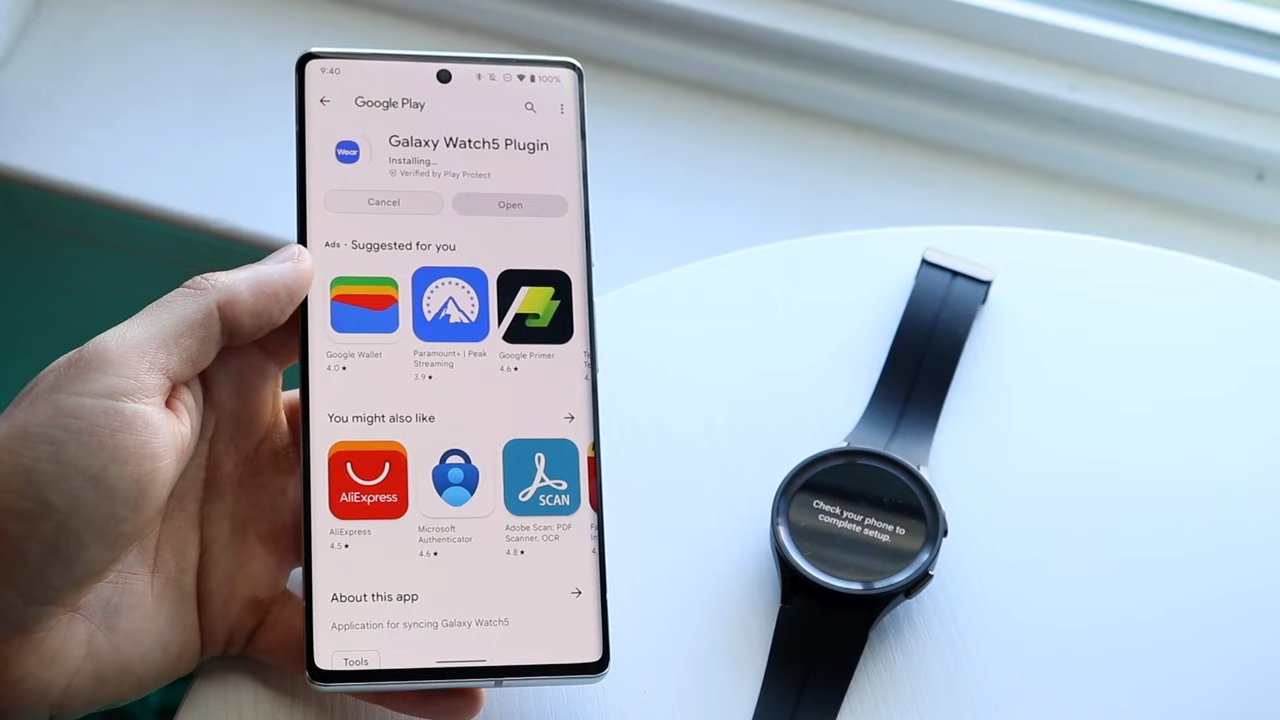 9:40
100%
Google Play
Wear
Galaxy Watch5 Plugin
Installing...
Verified by Play Protect
Cancel
Open
Ads · Suggested for you
Google Wallet
4.0 ★
Paramount+ | Peak
Streaming
3.9 ★
Google Primer
4.6 ★
You might also like
AliExpress
SCAN
AliExpress
4.5 ★
Microsoft
Authenticator
4.6 ★
Adobe Scan: PDF
Scanner, OCR
4.8 ★
About this app
Application for syncing Galaxy Watch5
Tools
Check your phone to
complete setup.